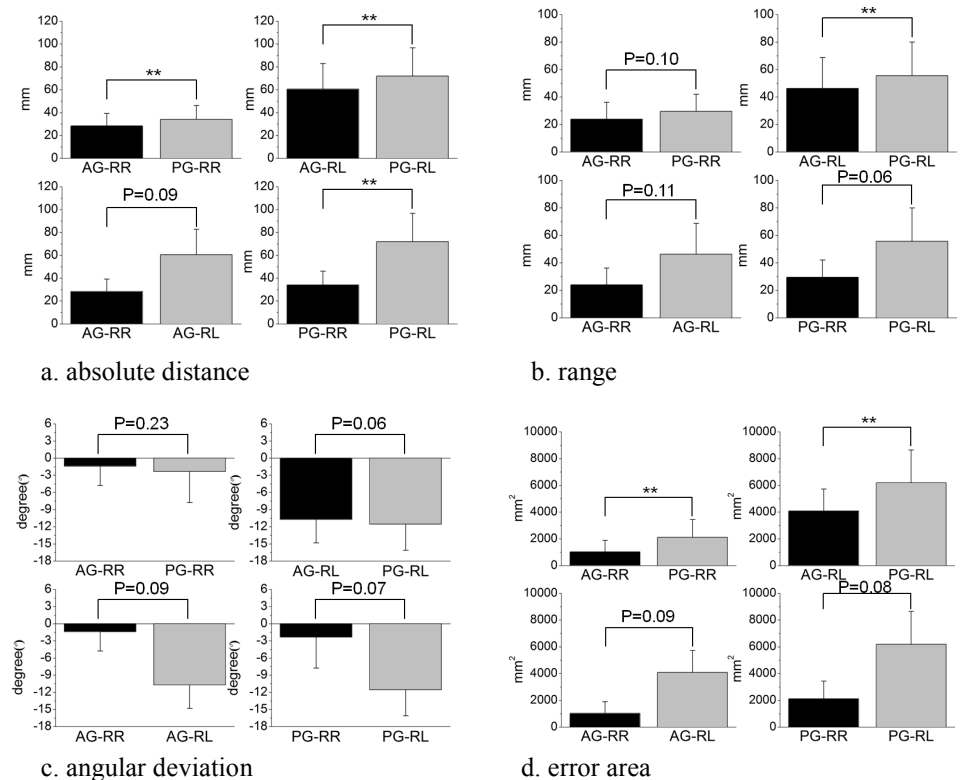 120
100
80
60
40
20
0
mm
**
AG-RR PG-RR
120
100
80
60
40
20
0
mm
**
AG-RL PG-RL
120
100
80
60
40
20
0
mm
P=0.09
AG-RR AG-RL
120
100
80
60
40
20
0
mm
**
PG-RR PG-RL
a. absolute distance
100
80
60
40
20
0
mm
P=0.10
AG-RR PG-RR
100
80
60
40
20
0
mm
**
AG-RL PG-RL
100
80
60
40
20
0
mm
P=0.11
AG-RR AG-RL
100
80
60
40
20
0
mm
P=0.06
PG-RR PG-RL
b. range
6
3
0
-3
-6
-9
-12
-15
-18
degree(°)
P=0.23
AG-RR PG-RR
6
3
0
-3
-6
-9
-12
-15
-18
degree(°)
P=0.06
AG-RL PG-RL
6
3
0
-3
-6
-9
-12
-15
-18
degree(°)
P=0.09
AG-RR AG-RL
6
3
0
-3
-6
-9
-12
-15
-18
degree(°)
P=0.07
PG-RR PG-RL
c. angular deviation
10000
8000
6000
4000
2000
0
mm²
**
AG-RR PG-RR
10000
8000
6000
4000
2000
0
mm²
**
AG-RL PG-RL
10000
8000
6000
4000
2000
0
mm²
P=0.09
AG-RR AG-RL
10000
8000
6000
4000
2000
0
mm²
P=0.08
PG-RR PG-RL
d. error area